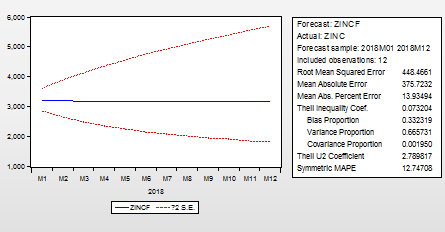 6,000
5,000
4,000
3,000
2,000
1,000
M1 M2 M3 M4 M5 M6 M7 M8 M9 M10 M11 M12
2018
ZINCF ?2 S.E.
Forecast: ZINCF
Actual: ZINC
Forecast sample: 2018M01 2018M12
Included observations: 12
Root Mean Squared Error 448.4661
Mean Absolute Error 375.7232
Mean Abs. Percent Error 13.93494
Theil Inequality Coef. 0.073204
Bias Proportion 0.332319
Variance Proportion 0.665731
Covariance Proportion 0.001950
Theil U2 Coefficient 2.789817
Symmetric MAPE 12.74708